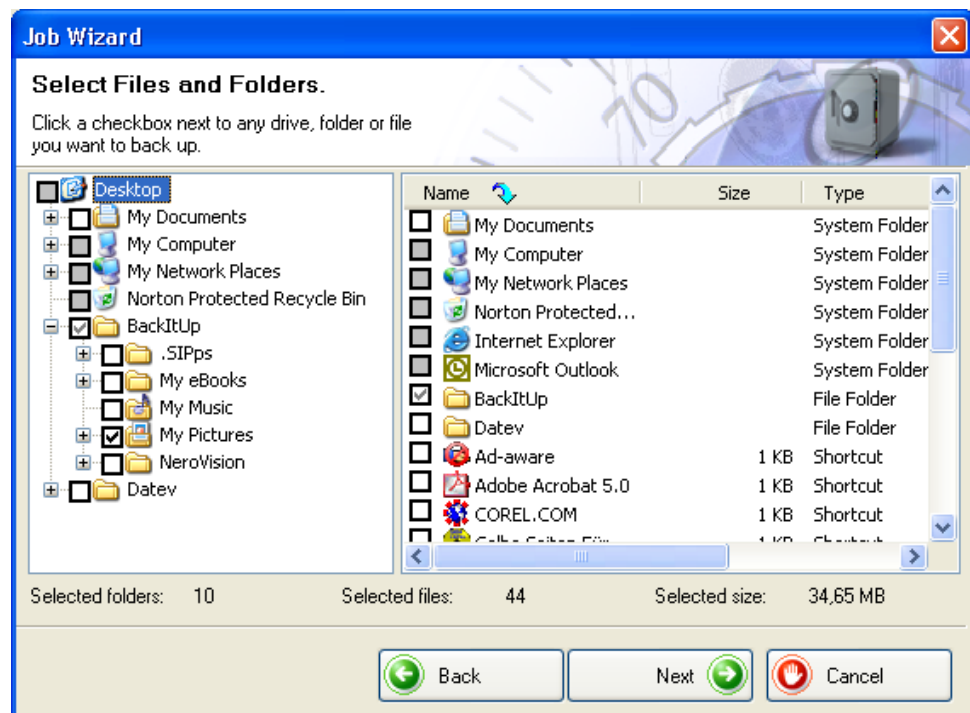 Job Wizard
Select Files and Folders.
Click a checkbox next to any drive, folder or file
you want to back up.
Desktop
My Documents
My Computer
My Network Places
Norton Protected Recycle Bin
BackItUp
.SIPps
My eBooks
My Music
My Pictures
NeroVision
Datev
Name Size Type
My Documents System Folder
My Computer System Folder
My Network Places System Folder
Norton Protected... System Folder
Internet Explorer System Folder
Microsoft Outlook System Folder
BackItUp File Folder
Datev File Folder
Ad-aware 1 KB Shortcut
Adobe Acrobat 5.0 1 KB Shortcut
COREL.COM 1 KB Shortcut
Selected folders: 10 Selected files: 44 Selected size: 34,65 MB
Back Next Cancel